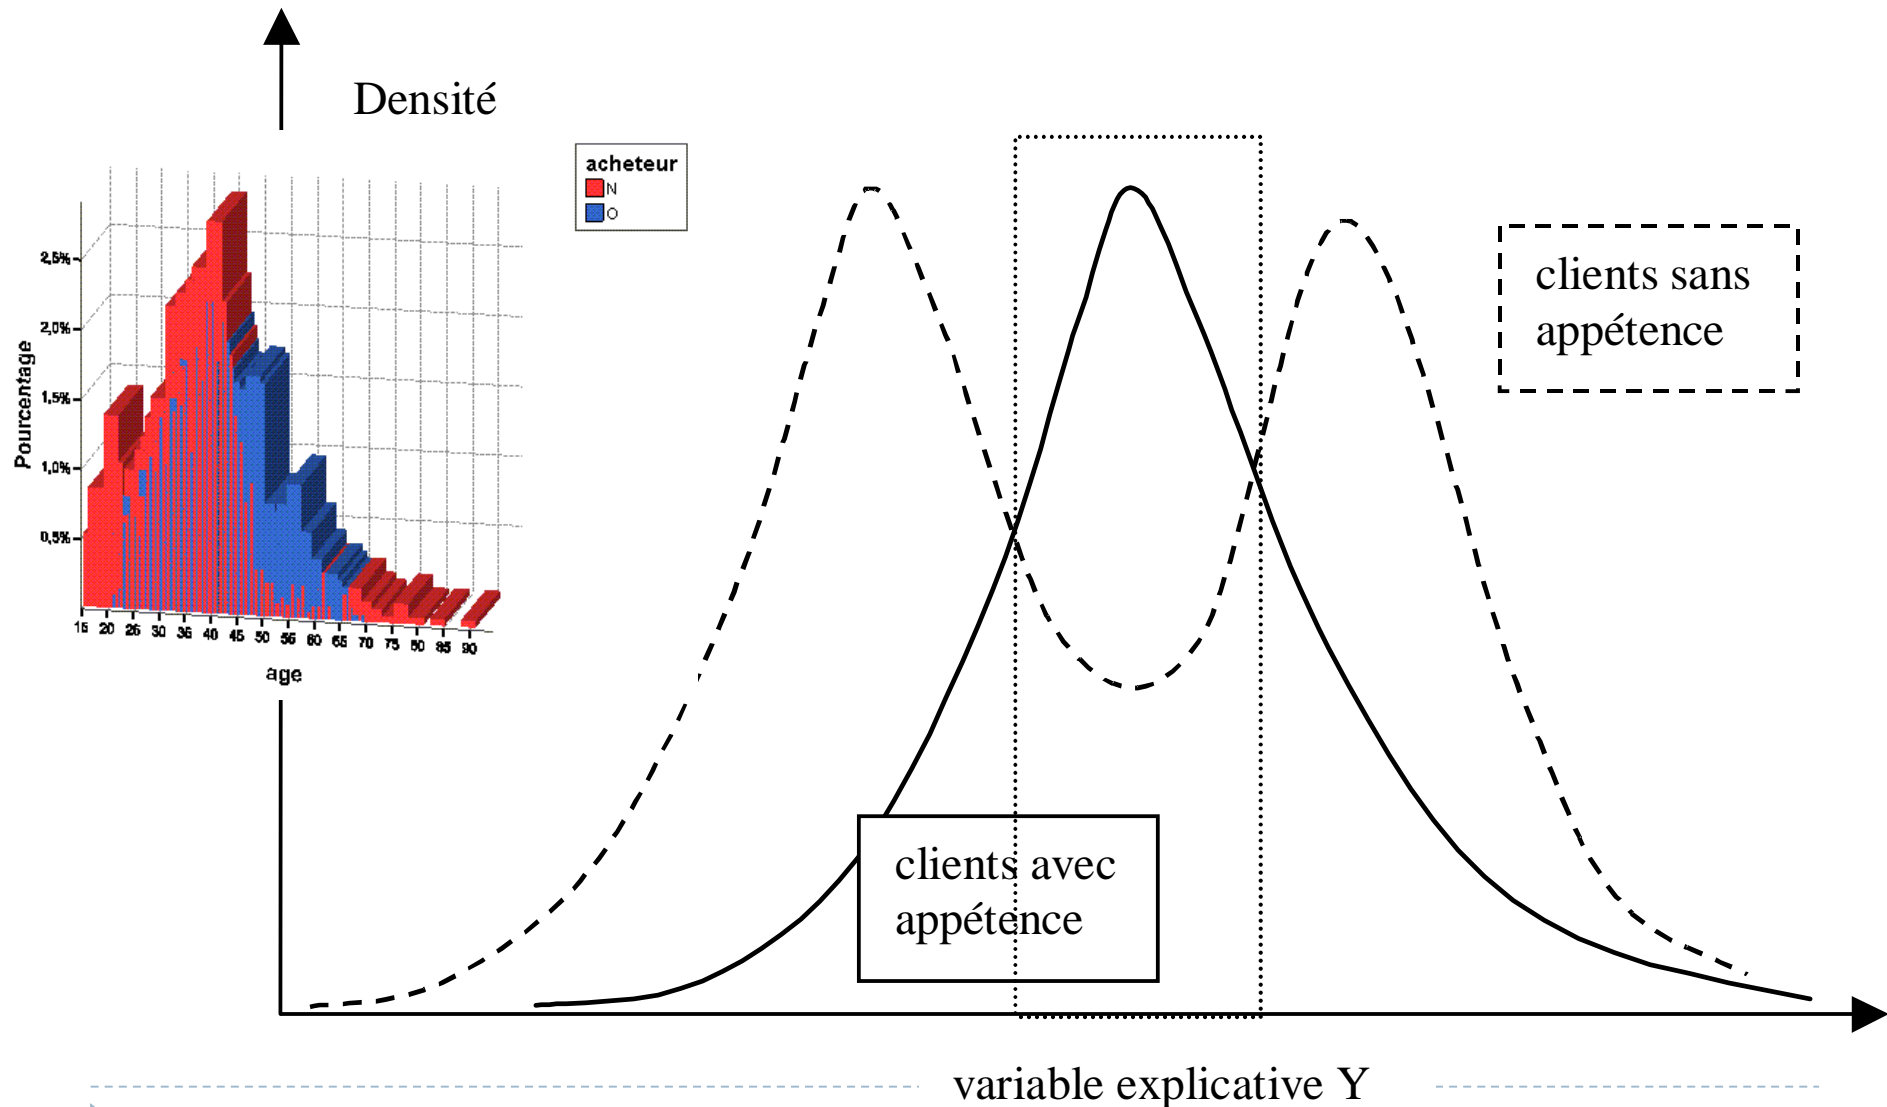 Densité
acheteur
N
O
2,5%
2,0%
1,5%
1,0%
0,5%
Pourcentage
15 20 25 30 35 40 45 50 55 60 65 70 75 80 85 90
age
clients sans
appétence
clients avec
appétence
variable explicative Y